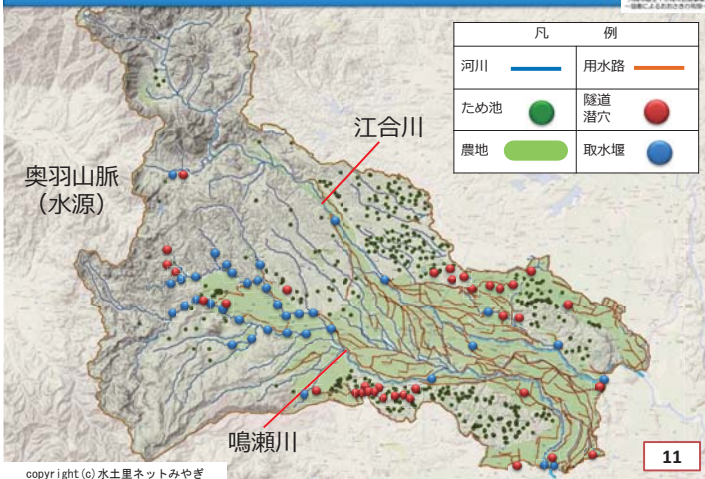 凡 例
河川 用水路
ため池 隧道
潜穴
農地 取水堰
江合川
奥羽山脈
(水源)
鳴瀬川
11
copyright(c)水土里ネットみやぎ